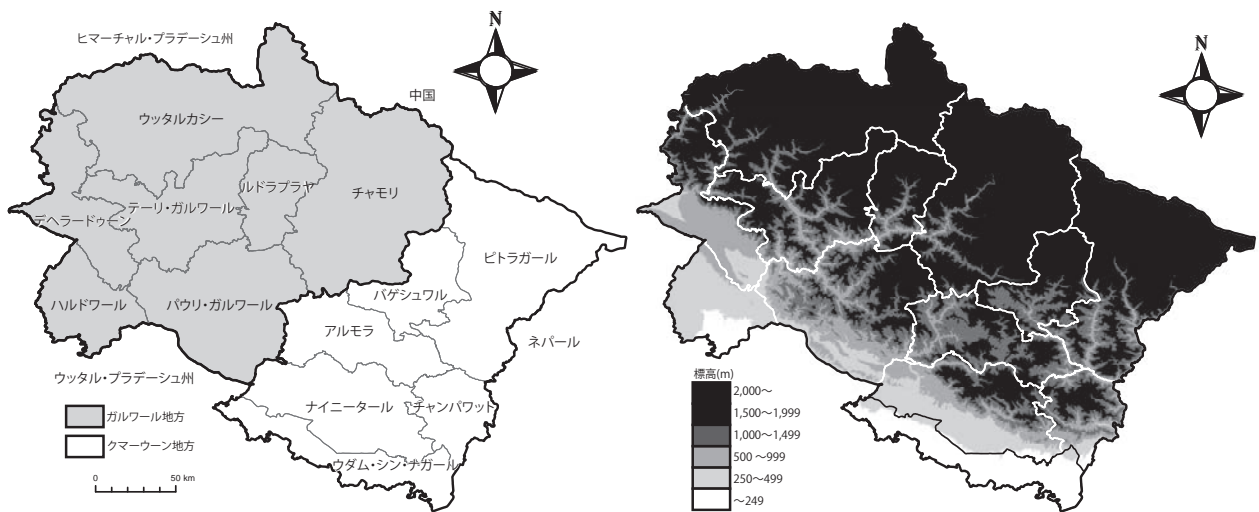 ヒマーチャル・プラデーシュ州
N
中国
ウッタルカシー
ルドラプラヤ
チャモリ
テーリ・ガルワール
デヘラードゥーン
ピトラガール
バゲシュワル
ハルドワール
パウリ・ガルワール
アルモラ
ネパール
ウッタル・プラデーシュ州
ナイニータール
チャンパワット
ガルワール地方
クマーウーン地方
ウダム・シン・ナガール
0 50 km
N
標高(m)
2,000～
1,500～1,999
1,000～1,499
500 ～999
250～499
～249